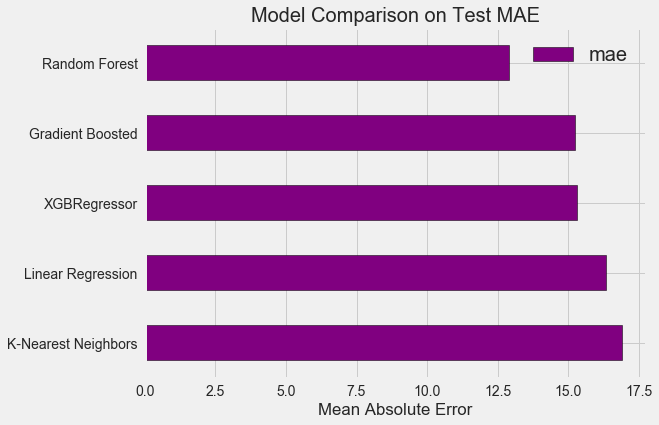 Model Comparison on Test MAE
mae
Random Forest
Gradient Boosted
XGBRegressor
Linear Regression
K-Nearest Neighbors
0.0 2.5 5.0 7.5 10.0 12.5 15.0 17.5
Mean Absolute Error